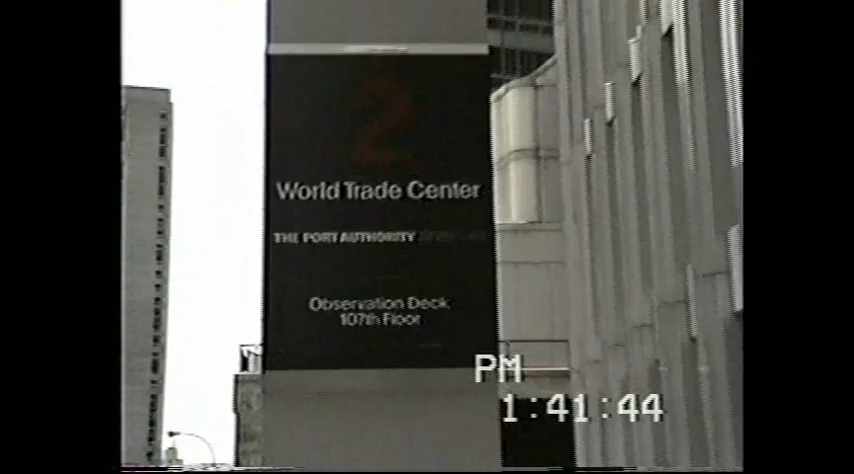 2
World Trade Center
THE PORT AUTHORITY
Observation Deck
107th Floor
PM
1:41:44